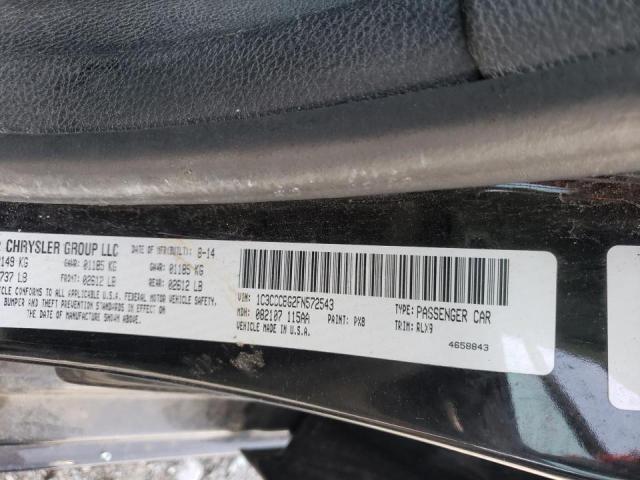 CHRYSLER GROUP LLC
DATE OF MFR(BUILT): 8-14
149 KG GAWR: 01185 KG GAWR: 01185 KG
737 LB FRONT: 02612 LB REAR: 02612 LB
VEHICLE CONFORMS TO ALL APPLICABLE U.S.A. FEDERAL MOTOR VEHICLE SAFETY,
BUMPER AND THEFT PREVENTION STANDARDS IN EFFECT
ON THE DATE OF MANUFACTURE SHOWN ABOVE.
VIN: 1C3CCCEG2FN572543
MDH: 082107 115AA PAINT: PX8
VEHICLE MADE IN U.S.A.
TYPE: PASSENGER CAR
TRIM: RLX9
4658843